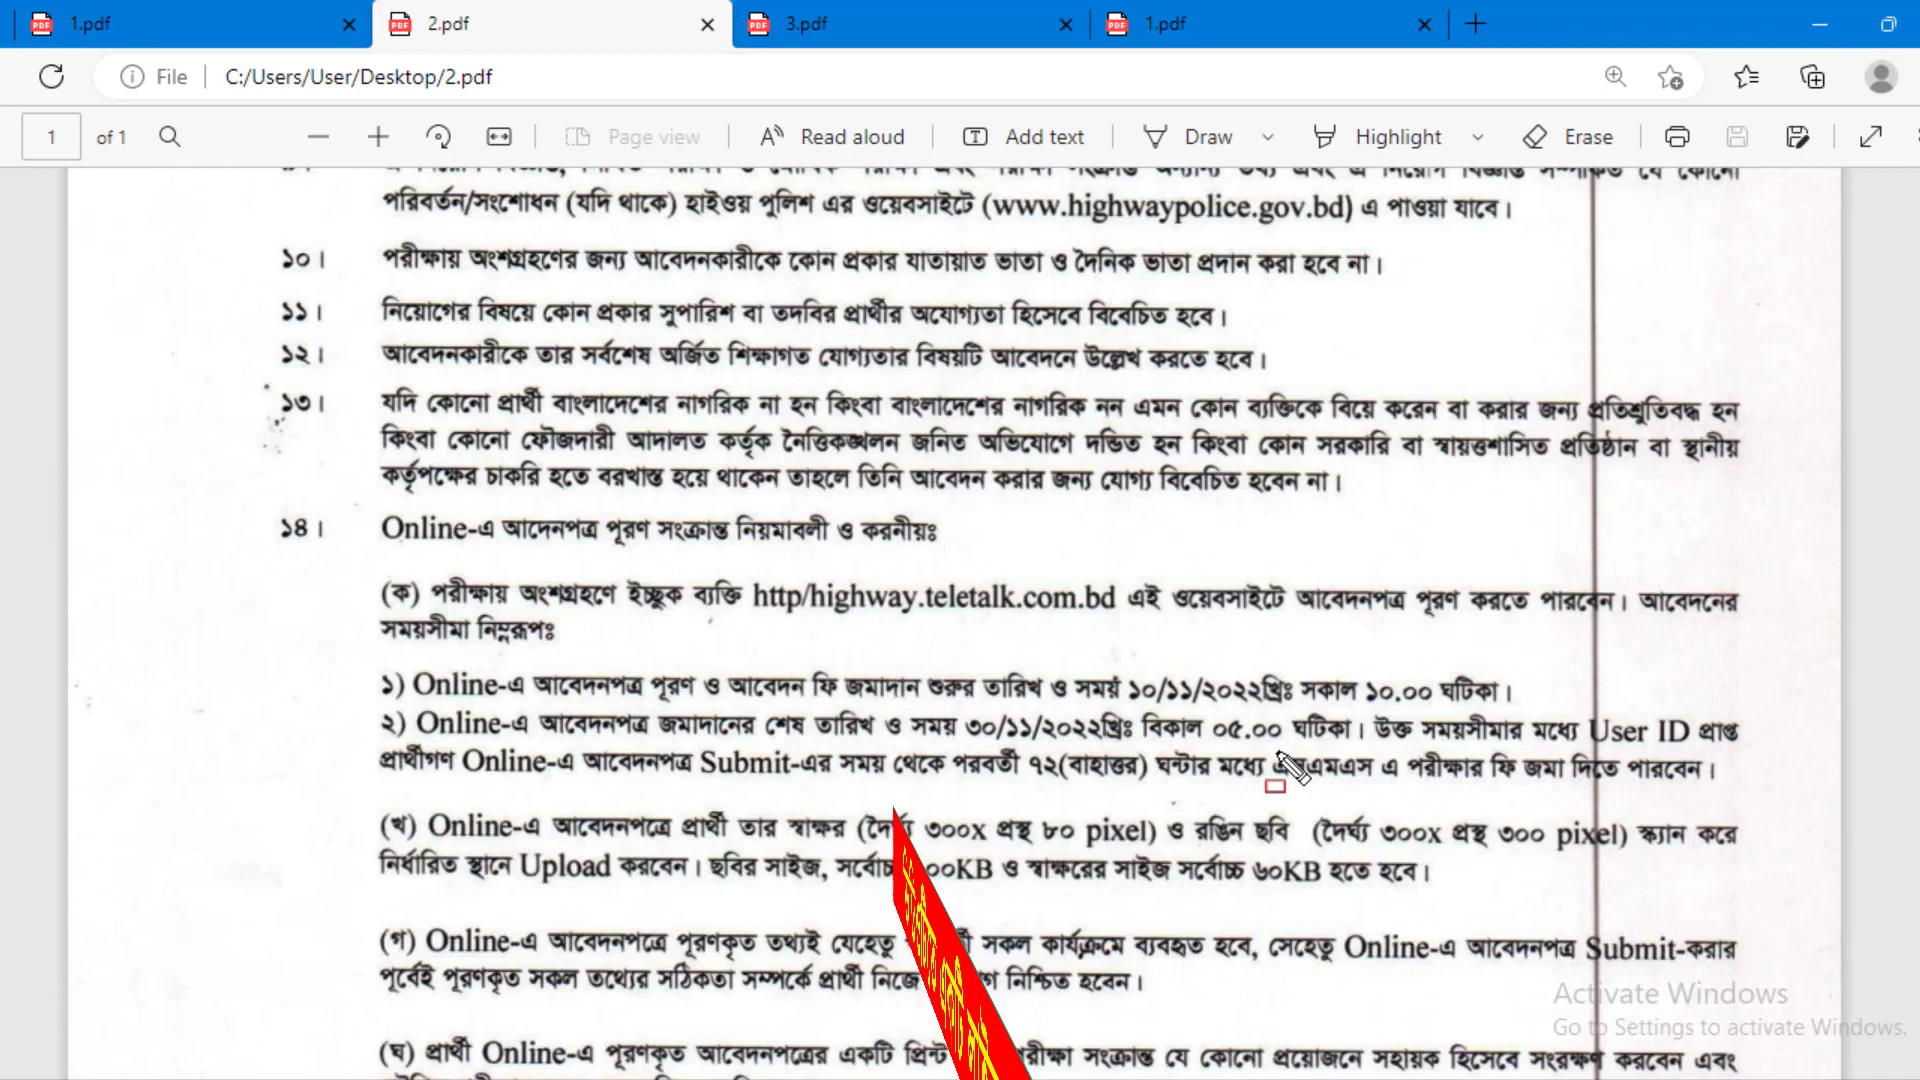 1.pdf
2.pdf
3.pdf
1.pdf
File
C:/Users/User/Desktop/2.pdf
1
of 1
Page view
Read aloud
Add text
Draw
Highlight
Erase
পরিবর্তন/সংশোধন (যদি থাকে) হাইওয় পুলিশ এর ওয়েবসাইটে (www.highwaypolice.gov.bd) এ পাওয়া যাবে।
১০। পরীক্ষায় অংশগ্রহণের জন্য আবেদনকারীকে কোন প্রকার যাতায়াত ভাতা ও দৈনিক ভাতা প্রদান করা হবে না।
১১। নিয়োগের বিষয়ে কোন প্রকার সুপারিশ বা তদবির প্রার্থীর অযোগ্যতা হিসেবে বিবেচিত হবে।
১২। আবেদনকারীকে তার সর্বশেষ অর্জিত শিক্ষাগত যোগ্যতার বিষয়টি আবেদনে উল্লেখ করতে হবে।
১৩। যদি কোনো প্রার্থী বাংলাদেশের নাগরিক না হন কিংবা বাংলাদেশের নাগরিক নন এমন কোন ব্যক্তিকে বিয়ে করেন বা করার জন্য প্রতিশ্রুতিবদ্ধ হন
কিংবা কোনো ফৌজদারী আদালত কর্তৃক নৈতিকস্খলন জনিত অভিযোগে দন্ডিত হন কিংবা কোন সরকারি বা স্বায়ত্তশাসিত প্রতিষ্ঠান বা স্থানীয়
কর্তৃপক্ষের চাকরি হতে বরখাস্ত হয়ে থাকেন তাহলে তিনি আবেদন করার জন্য যোগ্য বিবেচিত হবেন না।
১৪। Online-এ আবেদনপত্র পূরণ সংক্রান্ত নিয়মাবলী ও করনীয়ঃ
(ক) পরীক্ষায় অংশগ্রহণে ইচ্ছুক ব্যক্তি http/highway.teletalk.com.bd এই ওয়েবসাইটে আবেদনপত্র পূরণ করতে পারবেন। আবেদনের
সময়সীমা নিম্নরূপঃ
১) Online-এ আবেদনপত্র পূরণ ও আবেদন ফি জমাদান শুরুর তারিখ ও সময় ১০/১১/২০২২খ্রিঃ সকাল ১০.০০ ঘটিকা।
২) Online-এ আবেদনপত্র জমাদানের শেষ তারিখ ও সময় ৩০/১১/২০২২খ্রিঃ বিকাল ০৫.০০ ঘটিকা। উক্ত সময়সীমার মধ্যে User ID প্রাপ্ত
প্রার্থীগণ Online-এ আবেদনপত্র Submit-এর সময় থেকে পরবর্তী ৭২(বাহাত্তর) ঘন্টার মধ্যে এসএমএস এ পরীক্ষার ফি জমা দিতে পারবেন।
(খ) Online-এ আবেদনপত্রে প্রার্থী তার স্বাক্ষর (দৈর্ঘ্য ৩০০x প্রস্থ ৮০ pixel) ও রঙিন ছবি (দৈর্ঘ্য ৩০০x প্রস্থ ৩০০ pixel) স্ক্যান করে
নির্ধারিত স্থানে Upload করবেন। ছবির সাইজ, সর্বোচ্চ ০০KB ও স্বাক্ষরের সাইজ সর্বোচ্চ ৬০KB হতে হবে।
(গ) Online-এ আবেদনপত্রে পূরণকৃত তথ্যই যেহেতু সকল কার্যক্রমে ব্যবহৃত হবে, সেহেতু Online-এ আবেদনপত্র Submit-করার
পূর্বেই পূরণকৃত সকল তথ্যের সঠিকতা সম্পর্কে প্রার্থী নিজে নিশ্চিত হবেন।
(ঘ) প্রার্থী Online-এ পূরণকৃত আবেদনপত্রের একটি প্রিন্ট পরীক্ষা সংক্রান্ত যে কোনো প্রয়োজনে সহায়ক হিসেবে সংরক্ষণ করবেন এবং
Activate Windows
Go to Settings to activate Windows.